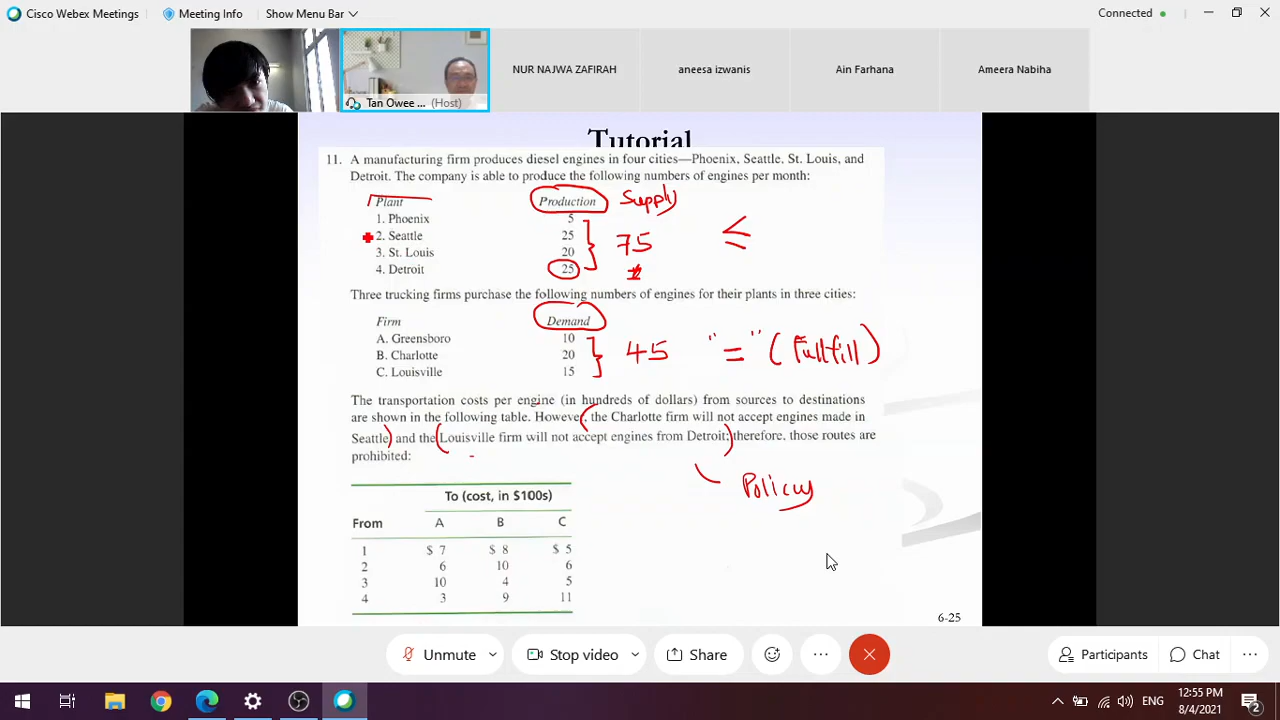 Cisco Webex Meetings Meeting Info Show Menu Bar Connected
NUR NAJWA ZAFIRAH aneesa izwanis Ain Farhana Ameera Nabiha
Tan Owee ... (Host)
Tutorial
11. A manufacturing firm produces diesel engines in four cities—Phoenix, Seattle, St. Louis, and
Detroit. The company is able to produce the following numbers of engines per month:
Plant Production Supply
1. Phoenix 5
2. Seattle 25 75 ≤
3. St. Louis 20
4. Detroit 25
Three trucking firms purchase the following numbers of engines for their plants in three cities:
Firm Demand
A. Greensboro 10
B. Charlotte 20 45 "=" (Fullfill)
C. Louisville 15
The transportation costs per engine (in hundreds of dollars) from sources to destinations
are shown in the following table. However, the Charlotte firm will not accept engines made in
Seattle, and the Louisville firm will not accept engines from Detroit; therefore, those routes are
prohibited:
Policy
To (cost, in $100s)
From A B C
1 $ 7 $ 8 $ 5
2 6 10 6
3 10 4 5
4 3 9 11
6-25
Unmute Stop video Share Participants Chat
ENG 12:55 PM
8/4/2021 2